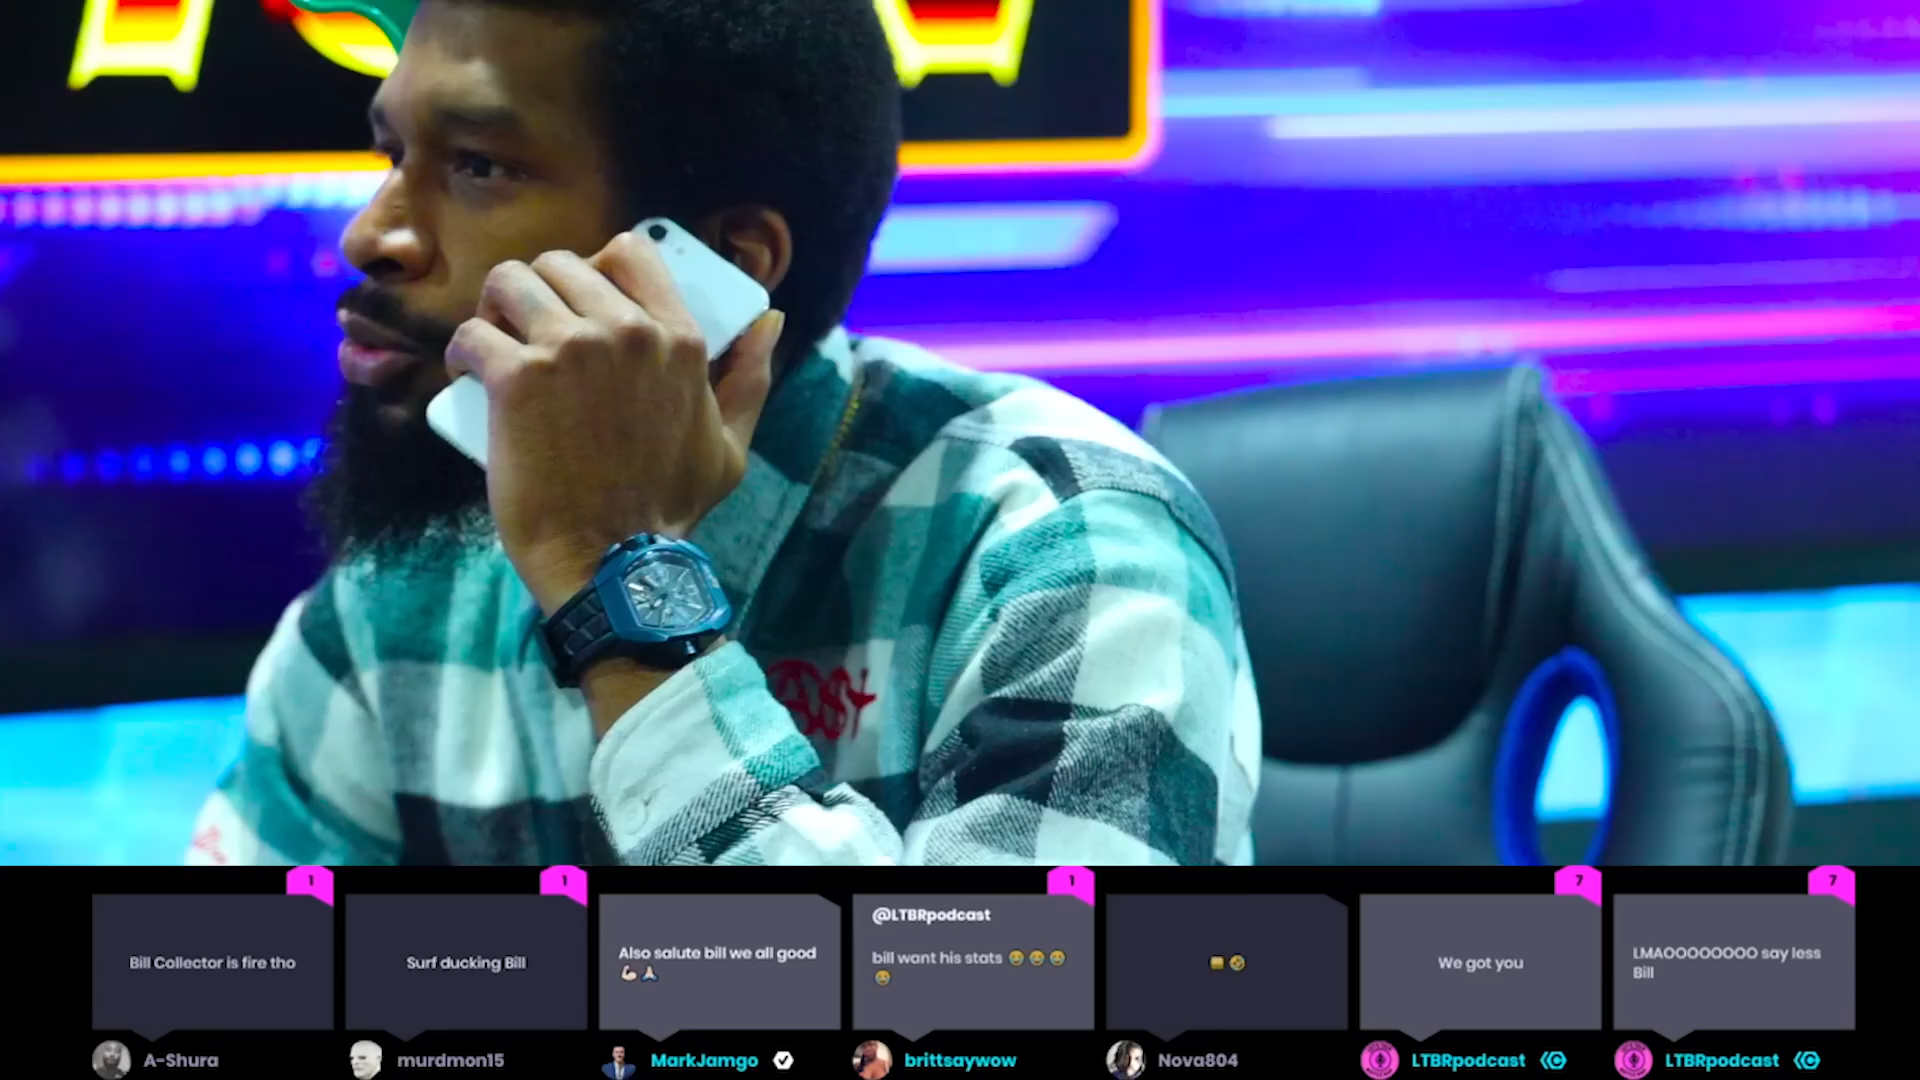 1
1
1
7
7
Bill Collector is fire tho
Surf ducking Bill
Also salute bill we all good
💪🏻 🙏🏻
@LTBRpodcast
bill want his stats 😂 😂 😂
😂
We got you
LMAOOOOOOOO say less
Bill
A-Shura
murdmon15
MarkJamgo
brittsaywow
Nova804
LTBRpodcast
LTBRpodcast